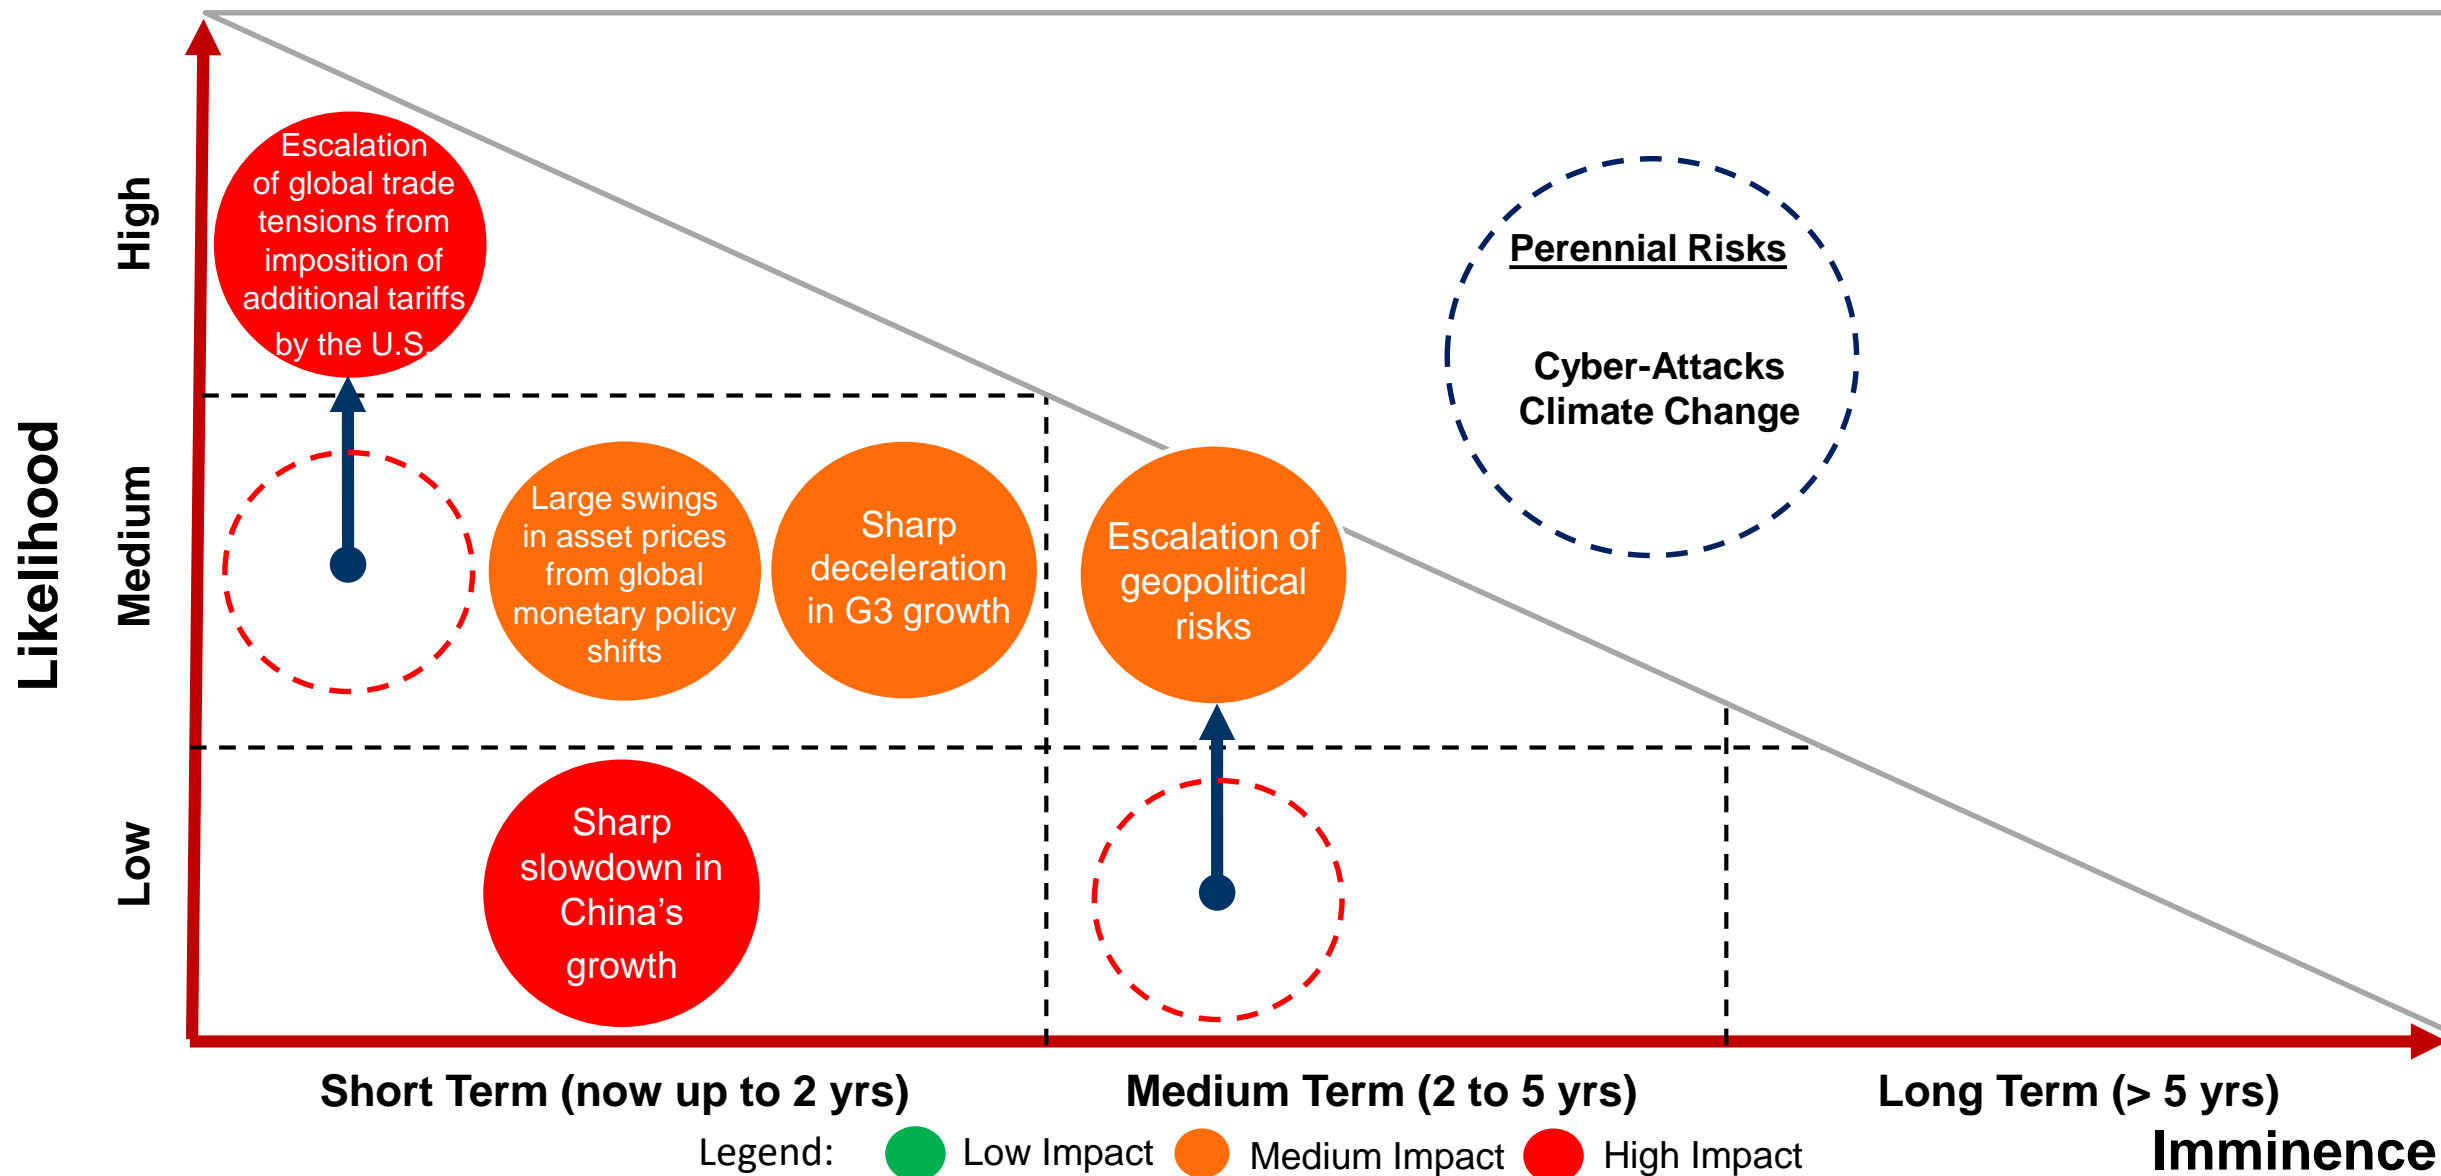 Likelihood
High
Medium
Low
Escalation
of global trade
tensions from
imposition of
additional tariffs
by the U.S.
Large swings
in asset prices
from global
monetary policy
shifts
Sharp
deceleration
in G3 growth
Escalation of
geopolitical
risks
Sharp
slowdown in
China’s
growth
Perennial Risks
Cyber-Attacks
Climate Change
Short Term (now up to 2 yrs)
Medium Term (2 to 5 yrs)
Long Term (> 5 yrs)
Imminence
Legend:
Low Impact
Medium Impact
High Impact